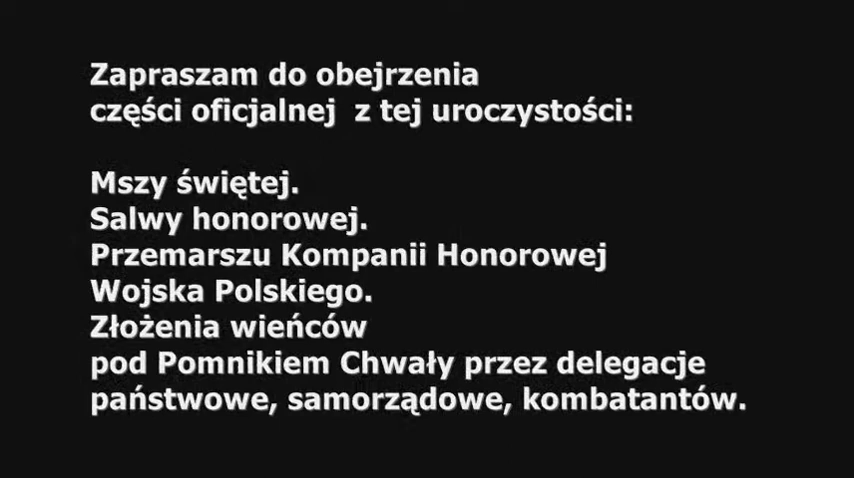 Zapraszam do obejrzenia
części oficjalnej z tej uroczystości:
Mszy świętej.
Salwy honorowej.
Przemarszu Kompanii Honorowej
Wojska Polskiego.
Złożenia wieńców
pod Pomnikiem Chwały przez delegacje
państwowe, samorządowe, kombatantów.